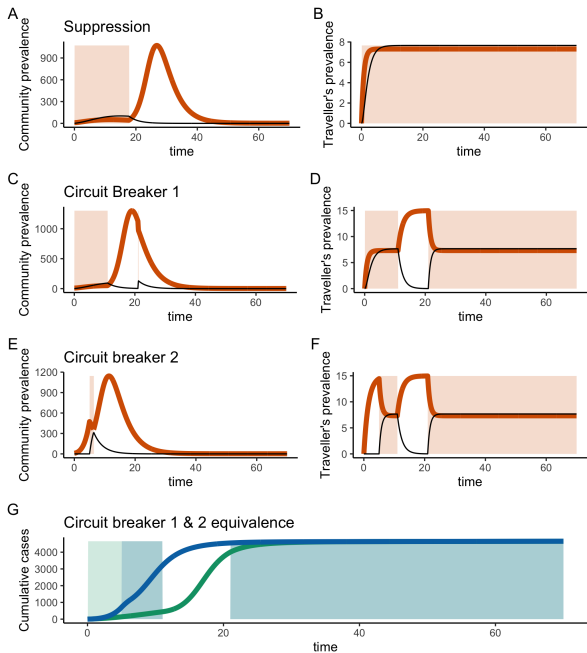 A
Suppression
Community prevalence
900
600
300
0
0 20 40 60
time
B
Traveller's prevalence
8
6
4
2
0
0 20 40 60
time
C
Circuit Breaker 1
Community prevalence
1000
500
0
0 20 40 60
time
D
Traveller's prevalence
15
10
5
0
0 20 40 60
time
E
Circuit breaker 2
Community prevalence
1200
900
600
300
0
0 20 40 60
time
F
Traveller's prevalence
15
10
5
0
0 20 40 60
time
G
Circuit breaker 1 & 2 equivalence
Cumulative cases
4000
3000
2000
1000
0
0 20 40 60
time